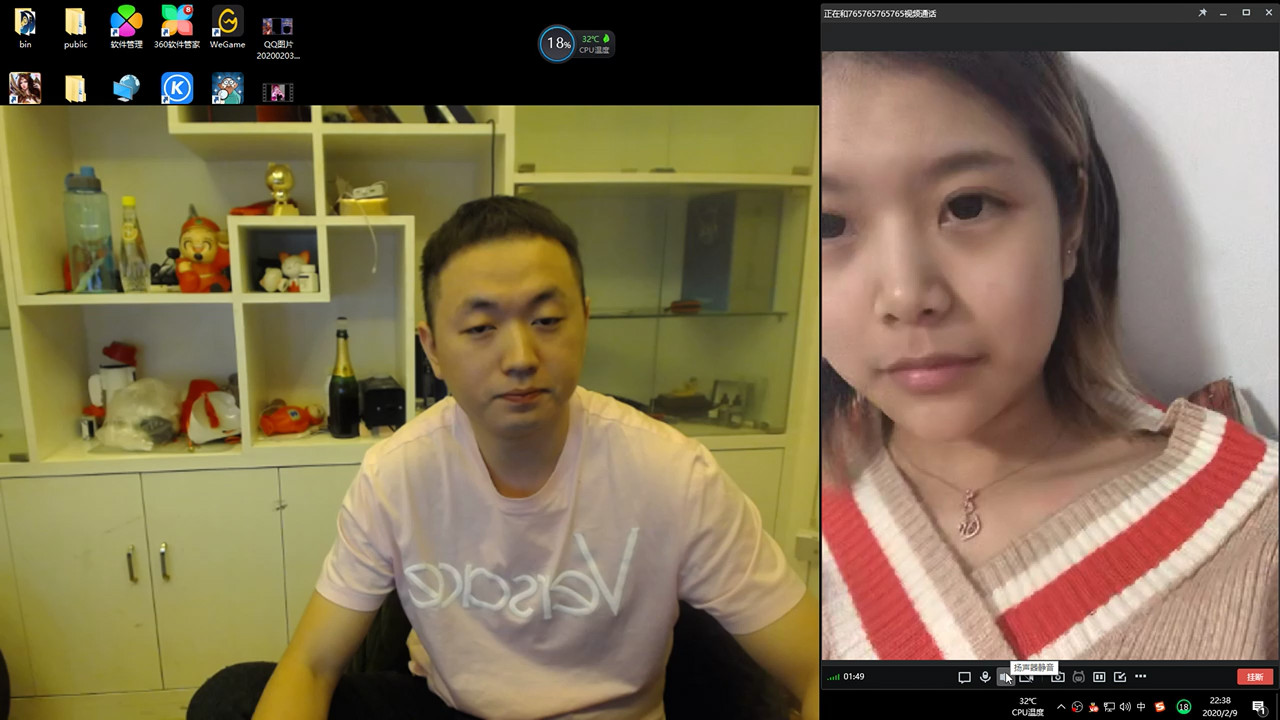 bin
public
软件管理
8
360软件管家
WeGame
QQ图片
20200203...
18%
32℃
CPU温度
正在和765765765765视频通话
Versace
扬声器静音
01:49
挂断
32℃
CPU温度
中
18
22:38
2020/2/9